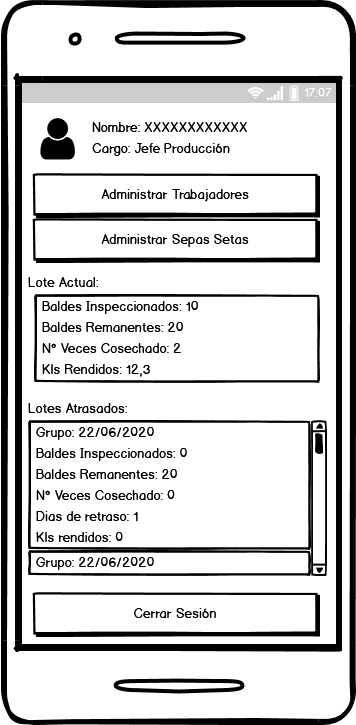 17:07
Nombre: XXXXXXXXXXXX
Cargo: Jefe Producción
Administrar Trabajadores
Administrar Sepas Setas
Lote Actual:
Baldes Inspeccionados: 10
Baldes Remanentes: 20
N° Veces Cosechado: 2
Kls Rendidos: 12,3
Lotes Atrasados:
Grupo: 22/06/2020
Baldes Inspeccionados: 0
Baldes Remanentes: 20
N° Veces Cosechado: 0
Dias de retraso: 1
Kls rendidos: 0
Grupo: 22/06/2020
Cerrar Sesión